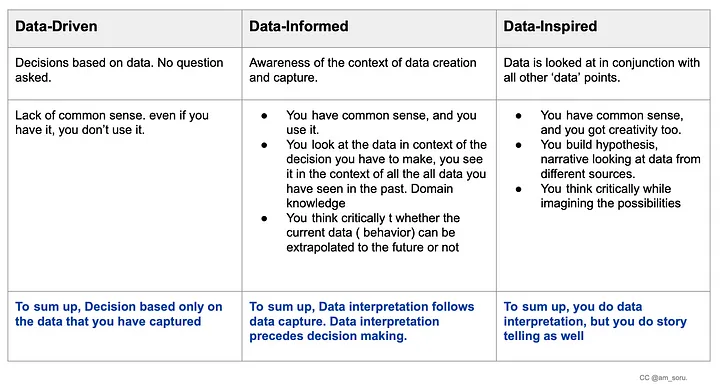 Data-Driven
Data-Informed
Data-Inspired
Decisions based on data. No question
asked.
Awareness of the context of data creation
and capture.
Data is looked at in conjunction with
all other ‘data’ points.
Lack of common sense. even if you
have it, you don’t use it.
● You have common sense, and you
use it.
● You look at the data in context of the
decision you have to make, you see
it in the context of all the all data you
have seen in the past. Domain
knowledge
● You think critically t whether the
current data ( behavior) can be
extrapolated to the future or not
● You have common sense,
and you got creativity too.
● You build hypothesis,
narrative looking at data from
different sources.
● You think critically while
imagining the possibilities
To sum up, Decision based only on
the data that you have captured
To sum up, Data interpretation follows
data capture. Data interpretation
precedes decision making.
To sum up, you do data
interpretation, but you do story
telling as well
CC @am_soru.